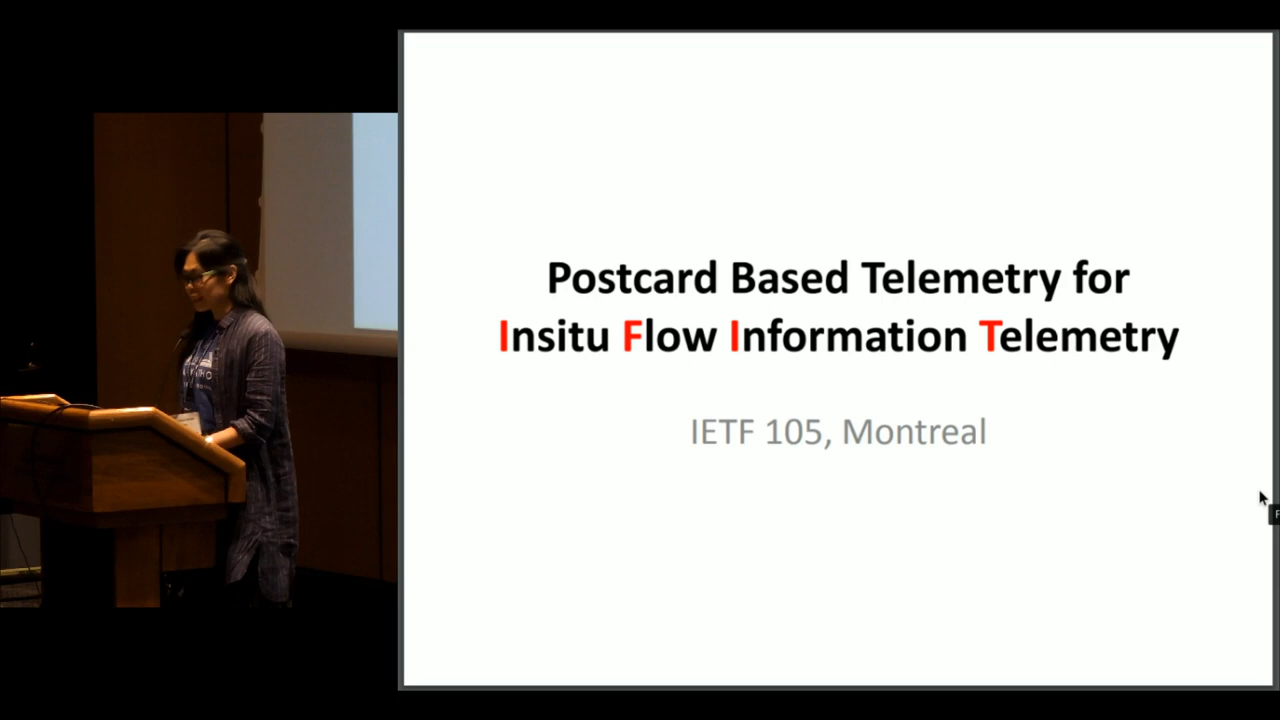 Postcard Based Telemetry for
Insitu Flow Information Telemetry
IETF 105, Montreal